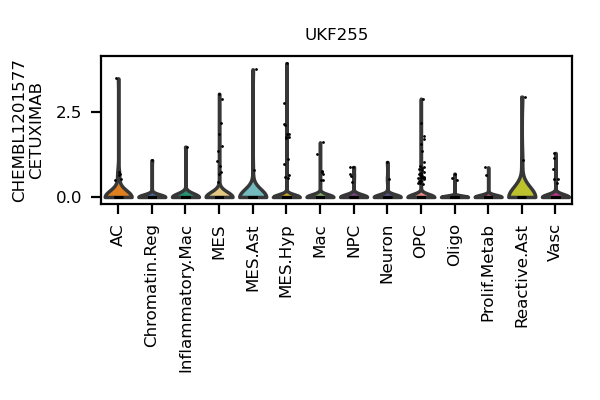 UKF255
CHEMBL1201577
CETUXIMAB
2.5
0.0
AC
Chromatin.Reg
Inflammatory.Mac
MES
MES.Ast
MES.Hyp
Mac
NPC
Neuron
OPC
Oligo
Prolif.Metab
Reactive.Ast
Vasc